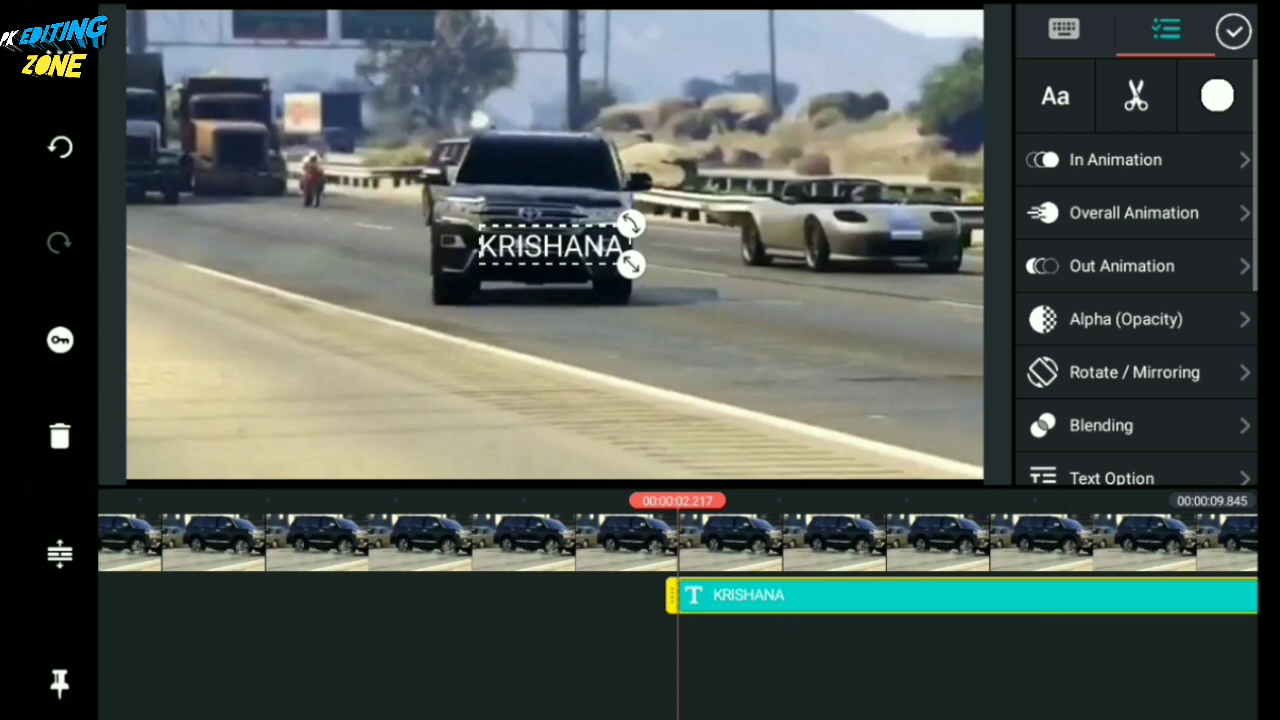 PK EDITING
ZONE
KRISHANA
Aa
In Animation
Overall Animation
Out Animation
Alpha (Opacity)
Rotate / Mirroring
Blending
Text Option
00:00:02.217
00:00:09.845
T KRISHANA